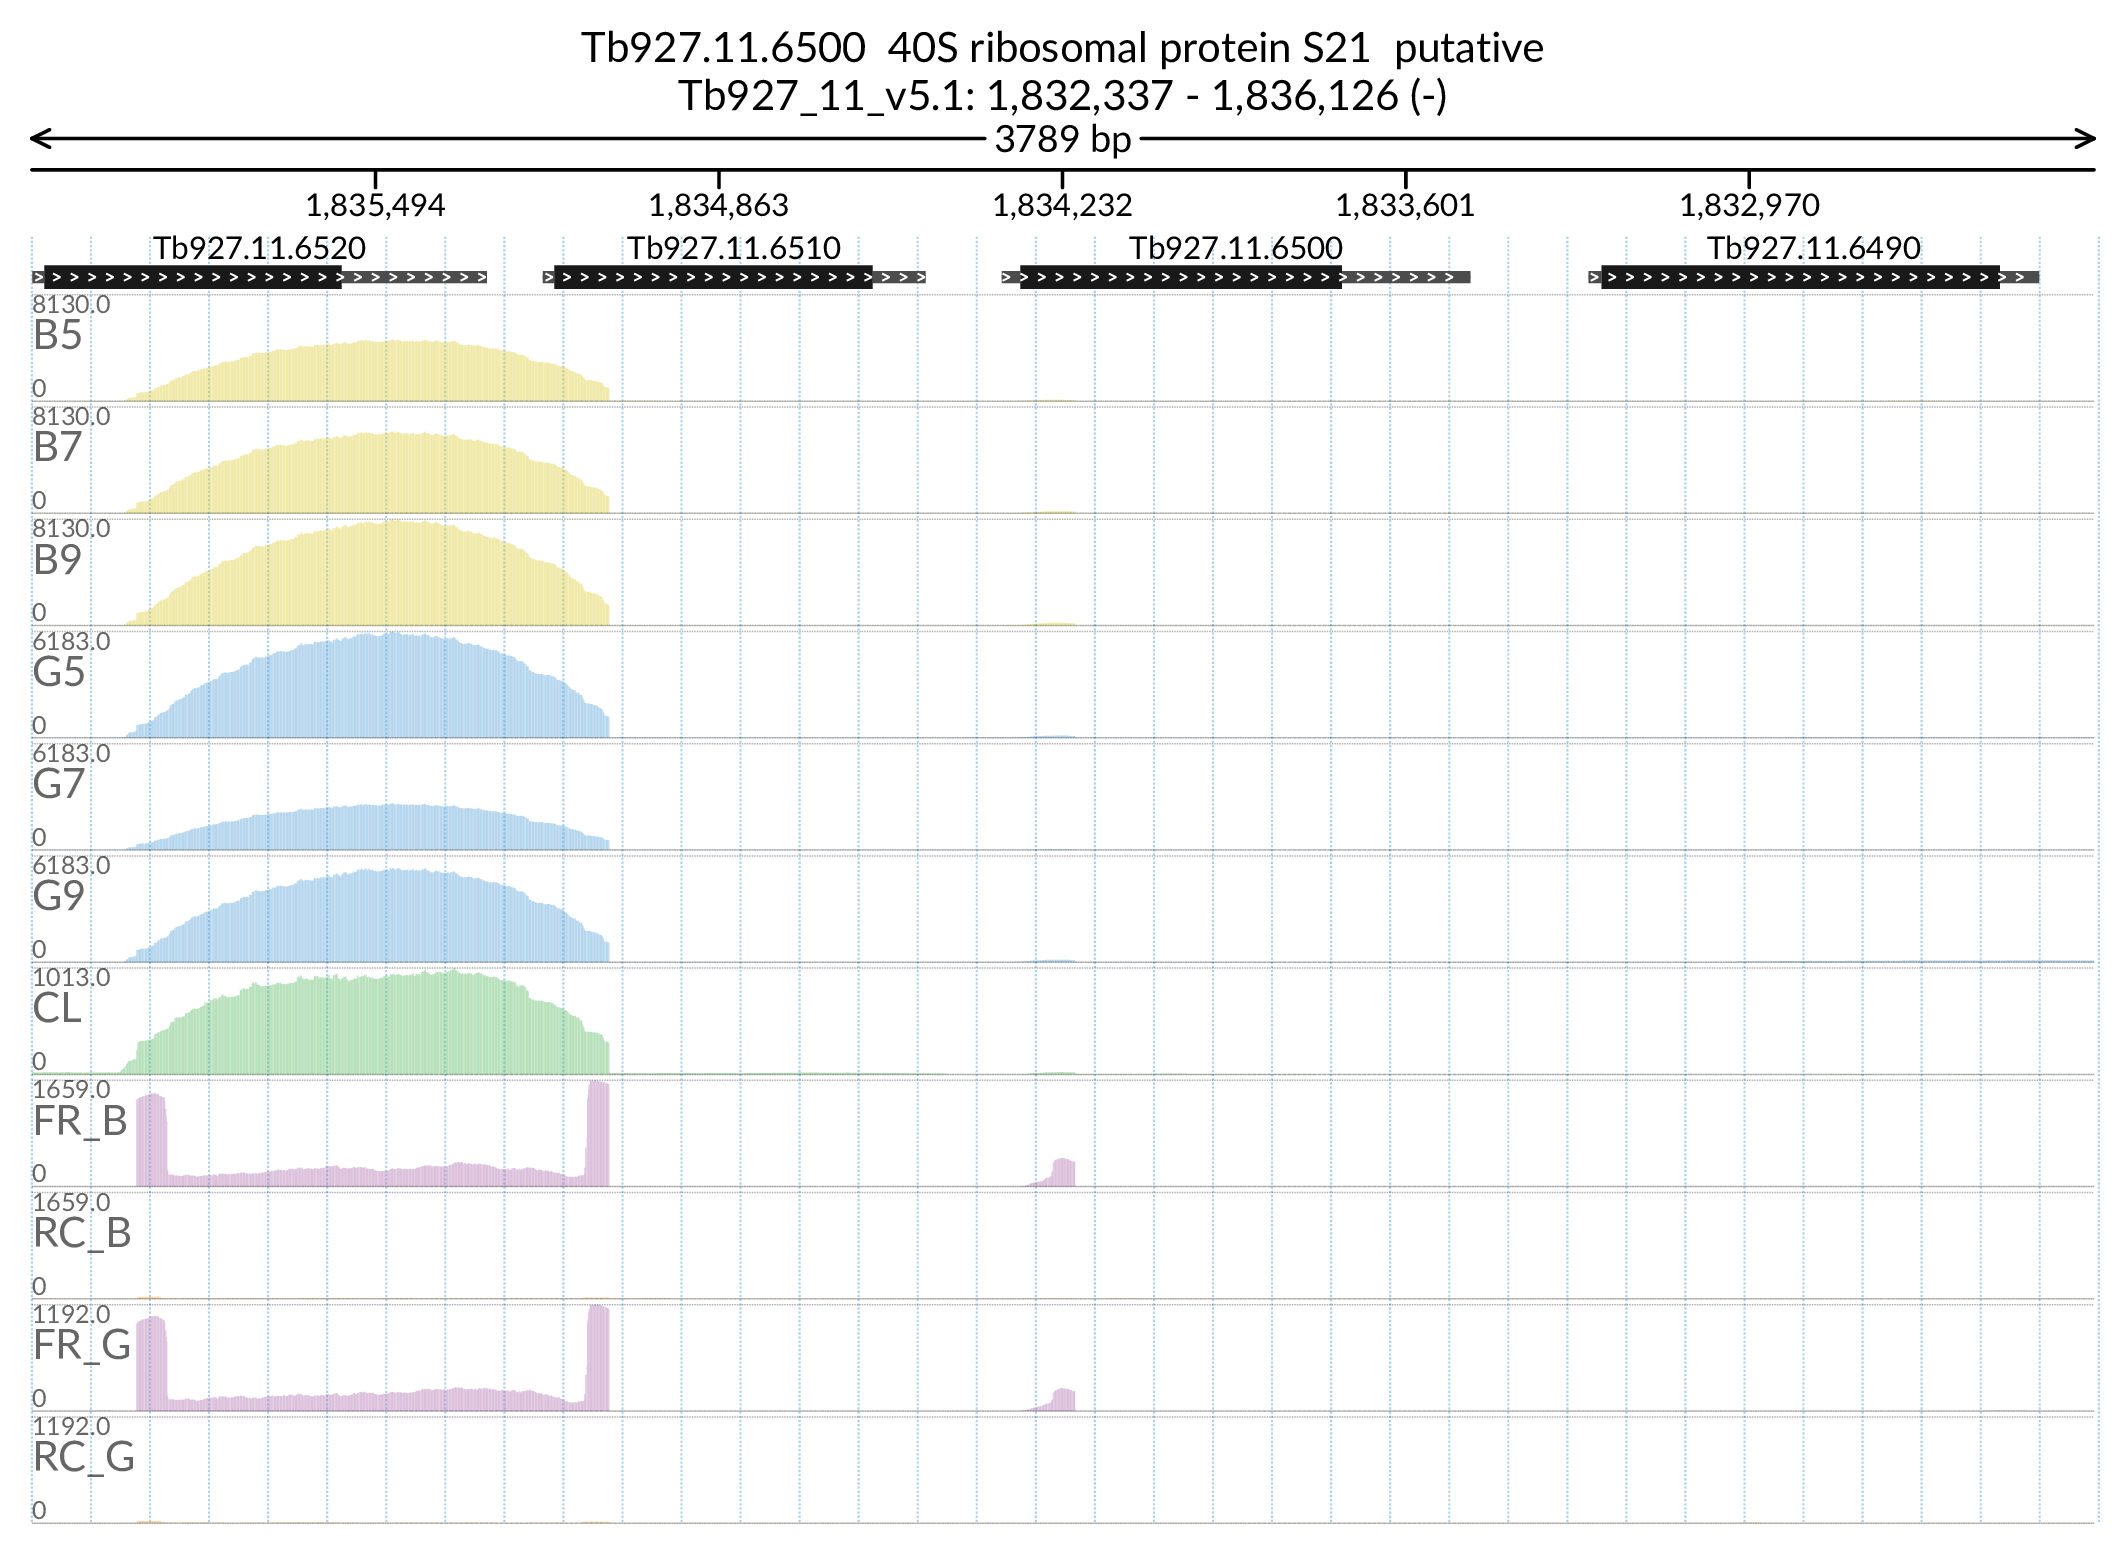 Tb927.11.6500  40S ribosomal protein S21  putative
Tb927_11_v5.1: 1,832,337 - 1,836,126 (-)
3789 bp
1,835,494 1,834,863 1,834,232 1,833,601 1,832,970
Tb927.11.6520 Tb927.11.6510 Tb927.11.6500 Tb927.11.6490
8130.0
B5
0
8130.0
B7
0
8130.0
B9
0
6183.0
G5
0
6183.0
G7
0
6183.0
G9
0
1013.0
CL
0
1659.0
FR_B
0
1659.0
RC_B
0
1192.0
FR_G
0
1192.0
RC_G
0